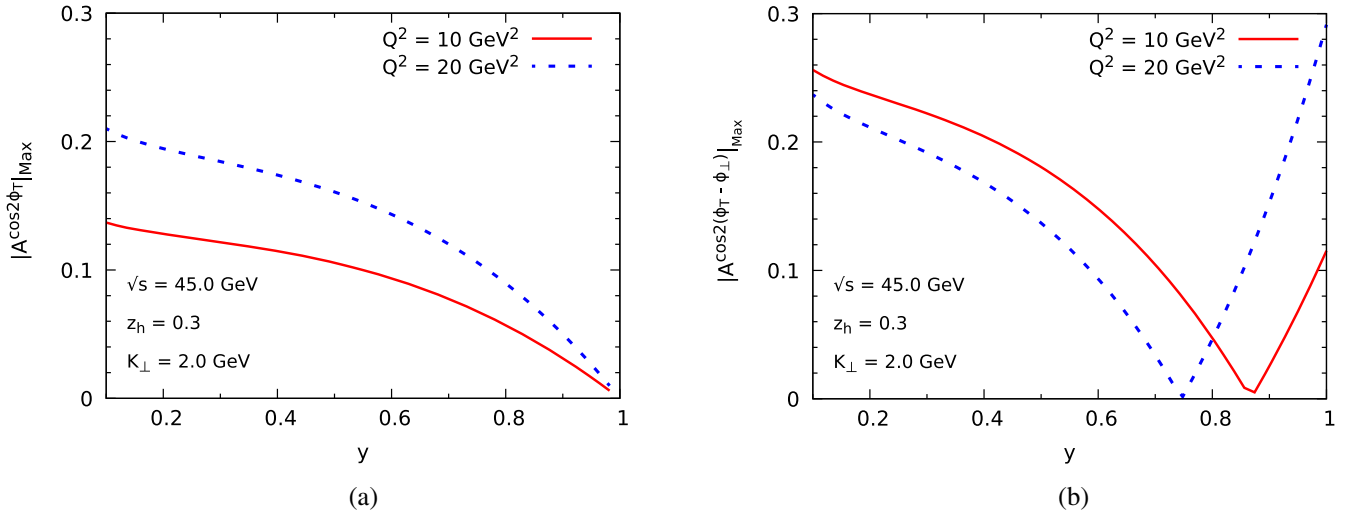 0.3
0.2
0.1
0
|A^{cos2ϕ_T}|_{Max}
Q² = 10 GeV²
Q² = 20 GeV²
√s = 45.0 GeV
z_h = 0.3
K_⊥ = 2.0 GeV
0.2 0.4 0.6 0.8 1
y
(a)
0.3
0.2
0.1
0
|A^{cos2(ϕ_T - ϕ_⊥)}|_{Max}
Q² = 10 GeV²
Q² = 20 GeV²
√s = 45.0 GeV
z_h = 0.3
K_⊥ = 2.0 GeV
0.2 0.4 0.6 0.8 1
y
(b)